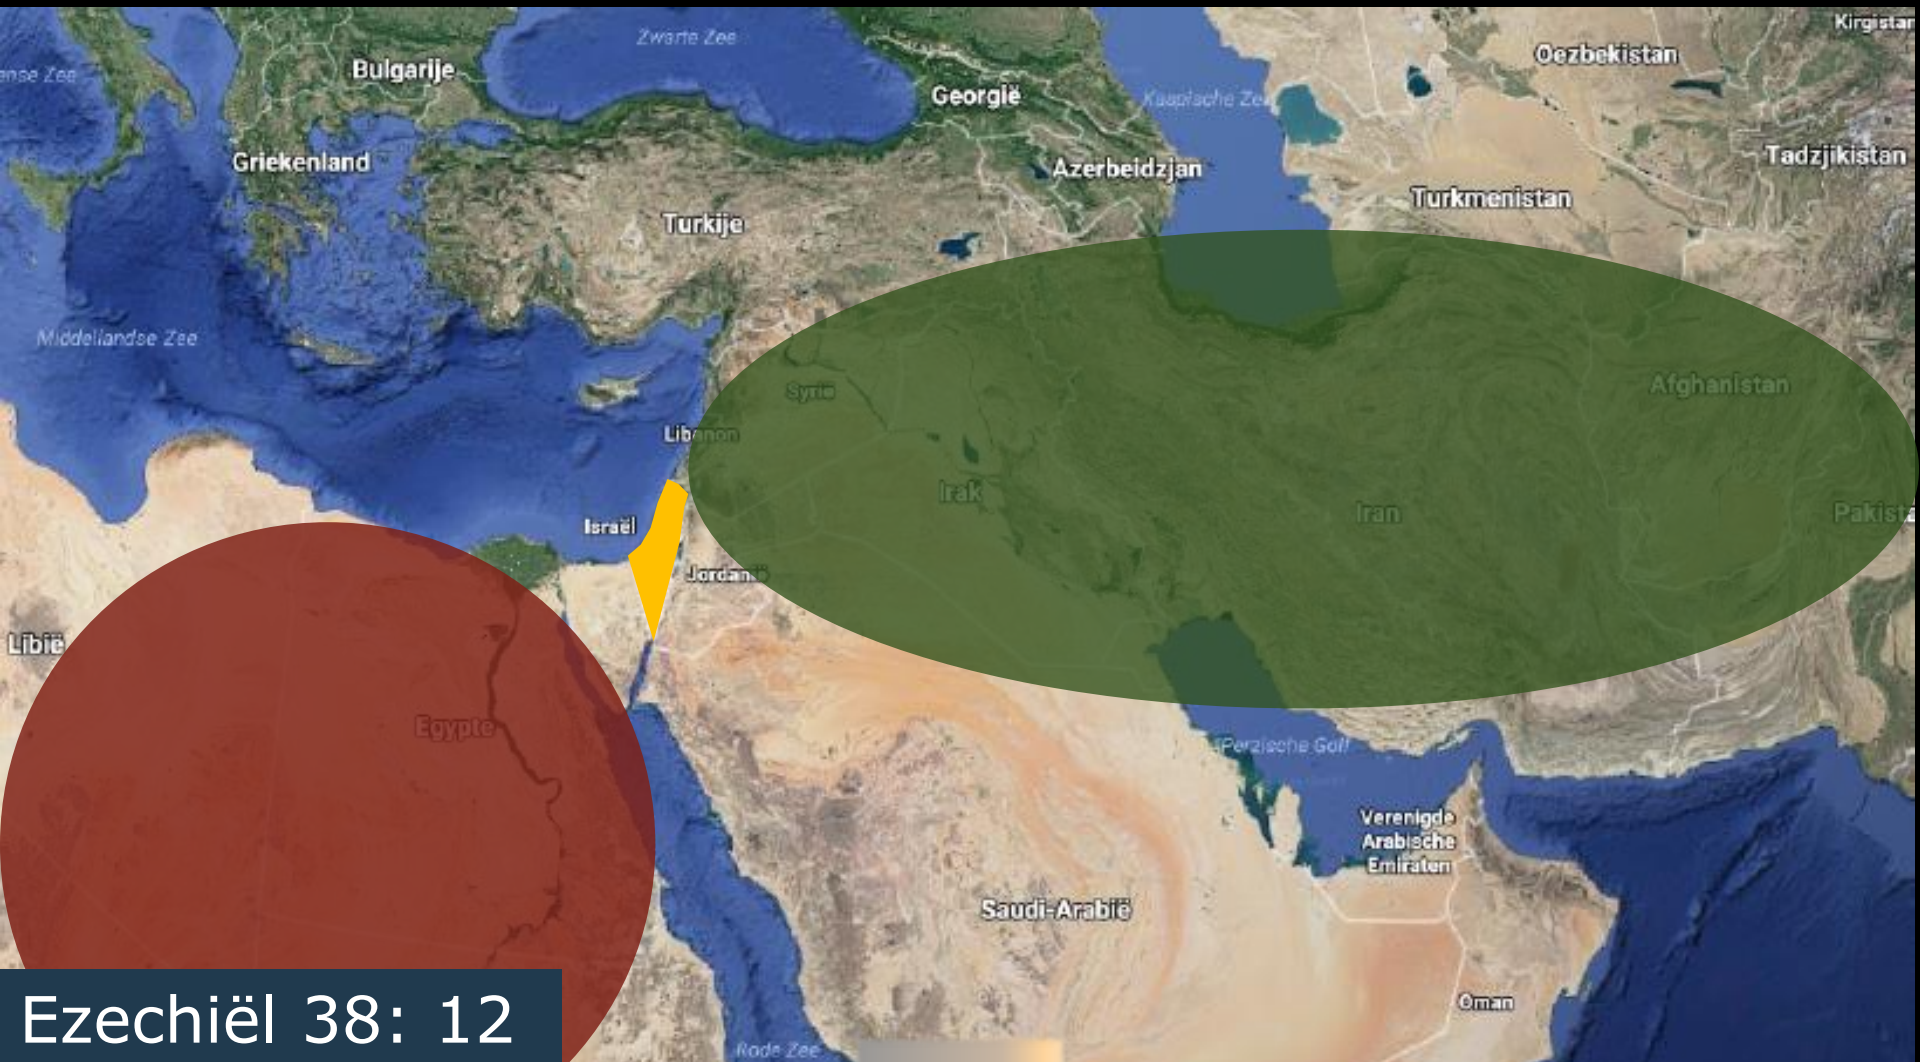 Kirgistan
Zwarte Zee
Oezbekistan
Bulgarije
Georgië
Kaspische Zee
Griekenland
Azerbeidzjan
Tadzjikistan
Turkmenistan
Turkije
Middellandse Zee
Syrië
Afghanistan
Libanon
Irak
Iran
Israël
Jordanië
Libië
Egypte
Perzische Golf
Verenigde
Arabische
Emiraten
Saudi-Arabië
Oman
Ezechiël 38: 12
Rode Zee